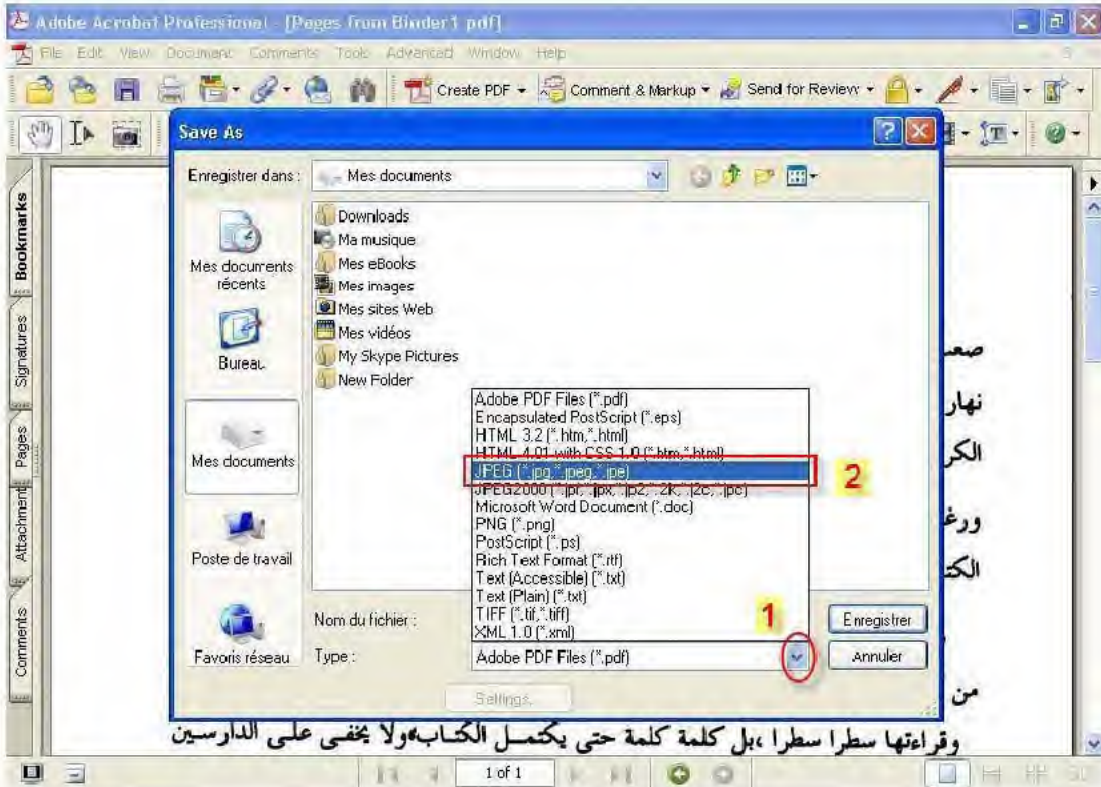 Adobe Acrobat Professional - [Pages from Binder1.pdf]
File Edit View Document Comments Tools Advanced Window Help
Create PDF Comment & Markup Send for Review
Save As
Enregistrer dans : Mes documents
Downloads
Ma musique
Mes eBooks
Mes images
Mes sites Web
Mes vidéos
My Skype Pictures
New Folder
Mes documents récents
Bureau
Mes documents
Poste de travail
Favoris réseau
Adobe PDF Files (*.pdf)
Encapsulated PostScript (*.eps)
HTML 3.2 (*.htm,*.html)
HTML 4.01 with CSS 1.0 (*.htm,*.html)
JPEG (*.jpg,*.jpeg,*.jpe)
2
JPEG2000 (*.jpf,*.jpx,*.jp2,*.j2k,*.j2c,*.jpc)
Microsoft Word Document (*.doc)
PNG (*.png)
PostScript (*.ps)
Rich Text Format (*.rtf)
Text (Accessible) (*.txt)
Text (Plain) (*.txt)
TIFF (*.tif,*.tiff)
XML 1.0 (*.xml)
1
Nom du fichier :
Enregistrer
Type : Adobe PDF Files (*.pdf)
Annuler
Settings...
Bookmarks
Signatures
Pages
Attachments
Comments
صعب
نهار
الكر
ورغ
الكت
من
وقراءتها سطرا سطرا ،بل كلمة كلمة حتى يكتمل الكتاب،ولا يخفى على الدارسين
1 of 1